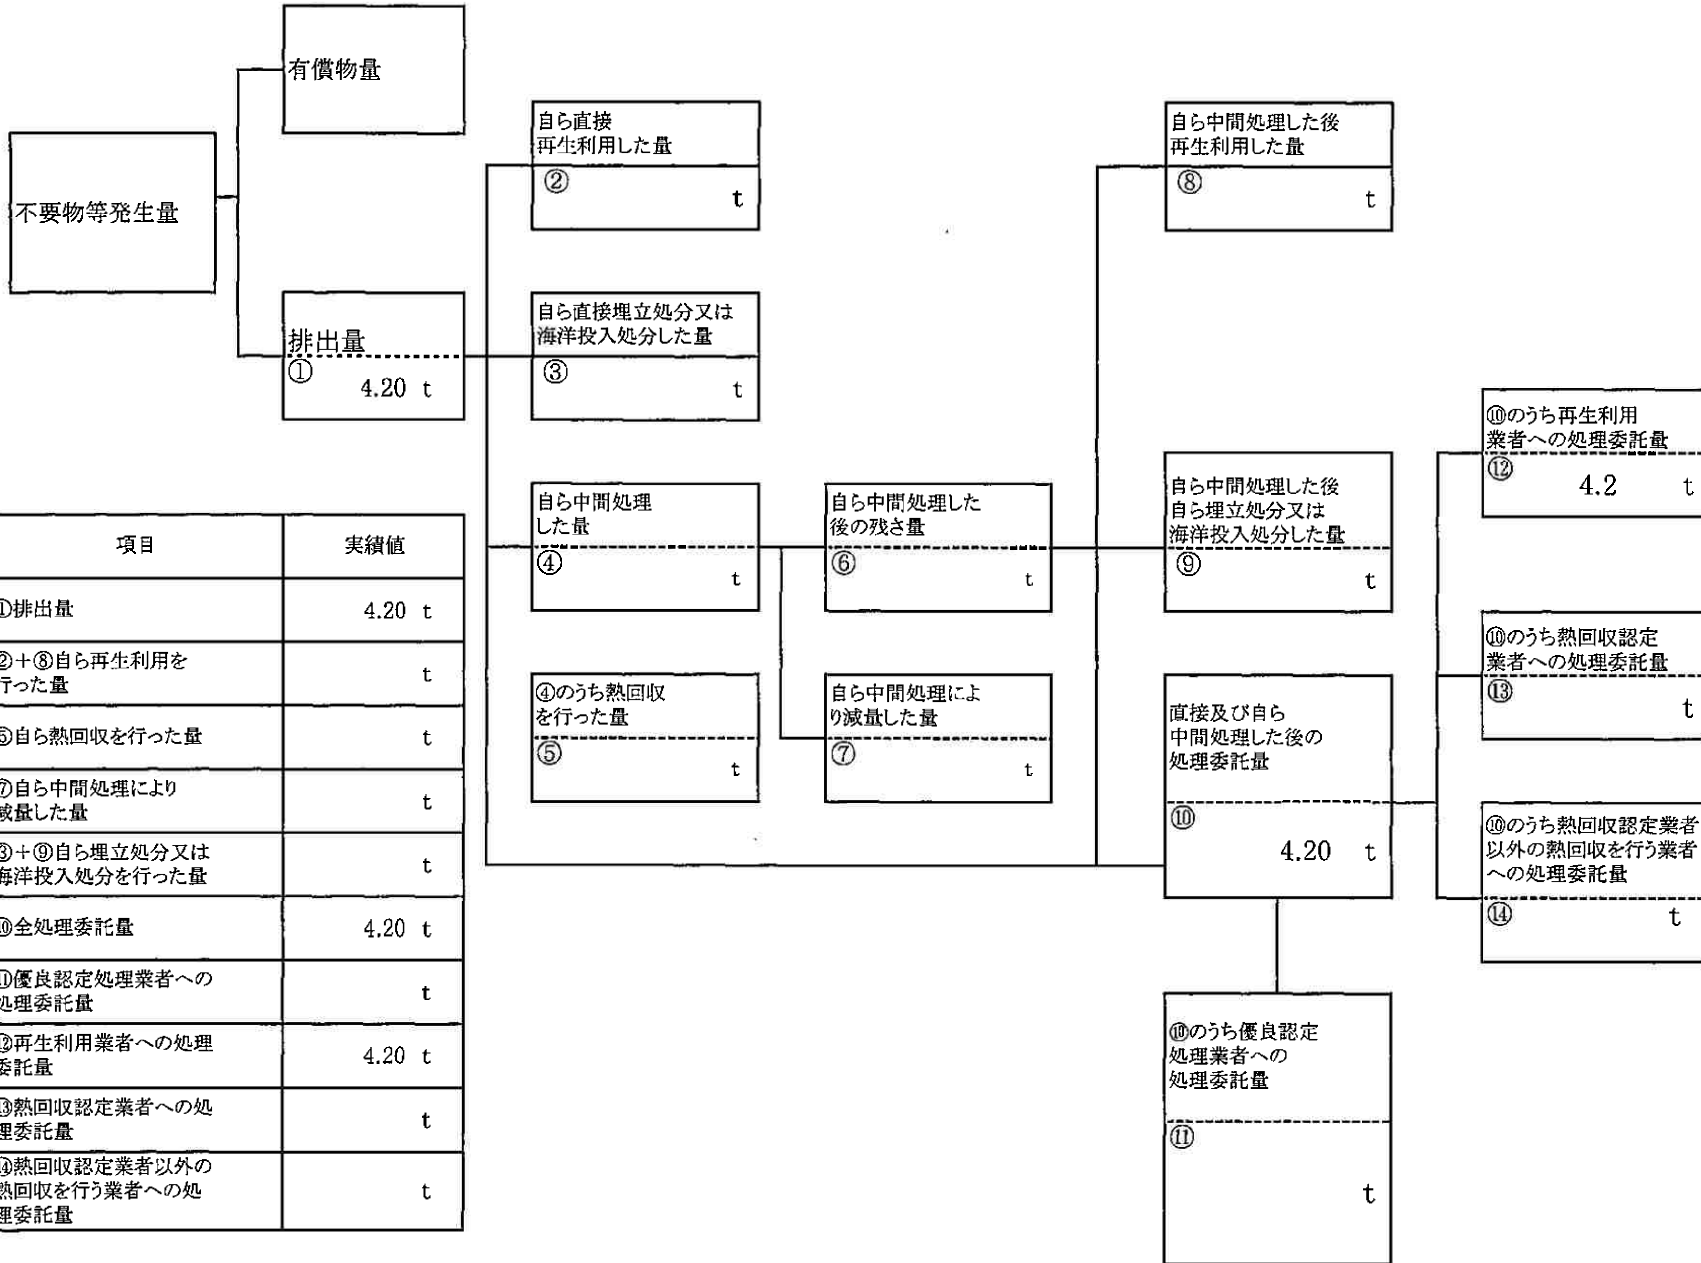 有償物量
不要物等発生量
排出量
①
4.20 t
自ら直接
再生利用した量
②
t
自ら直接埋立処分又は
海洋投入処分した量
③
t
自ら中間処理
した量
④
t
④のうち熱回収
を行った量
⑤
t
自ら中間処理した
後の残さ量
⑥
t
自ら中間処理によ
り減量した量
⑦
t
自ら中間処理した後
再生利用した量
⑧
t
自ら中間処理した後
自ら埋立処分又は
海洋投入処分した量
⑨
t
直接及び自ら
中間処理した後の
処理委託量
⑩
4.20 t
⑩のうち優良認定
処理業者への
処理委託量
⑪
t
⑩のうち再生利用
業者への処理委託量
⑫
4.2 t
⑩のうち熱回収認定
業者への処理委託量
⑬
t
⑩のうち熱回収認定業者
以外の熱回収を行う業者
への処理委託量
⑭
t
項目 実績値
①排出量 4.20 t
②+⑧自ら再生利用を
行った量 t
⑤自ら熱回収を行った量 t
⑦自ら中間処理により
減量した量 t
③+⑨自ら埋立処分又は
海洋投入処分を行った量 t
⑩全処理委託量 4.20 t
⑪優良認定処理業者への
処理委託量 t
⑫再生利用業者への処理
委託量 4.20 t
⑬熱回収認定業者への処
理委託量 t
⑭熱回収認定業者以外の
熱回収を行う業者への処
理委託量 t